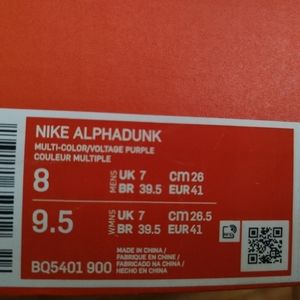 NIKE ALPHADUNK
MULTI-COLOR/VOLTAGE PURPLE
COULEUR MULTIPLE
8 MENS UK 7 CM 26
BR 39.5 EUR 41
9.5 WMNS UK 7 CM 26.5
BR 39.5 EUR 41
MADE IN CHINA /
FABRIQUE EN CHINE /
FABRICADO NA CHINA /
HECHO EN CHINA
BQ5401 900